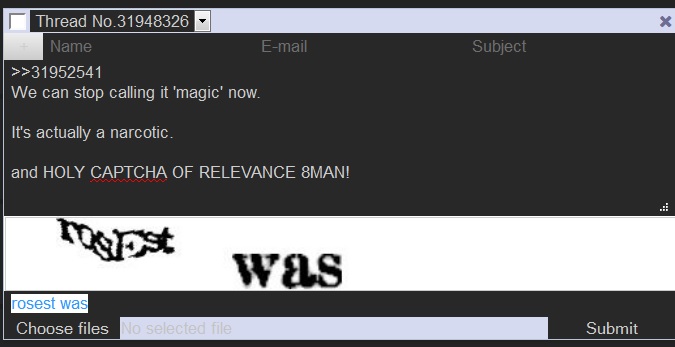 Thread No.31948326
+ Name E-mail Subject
>>31952541
We can stop calling it 'magic' now.
It's actually a narcotic.
and HOLY CAPTCHA OF RELEVANCE 8MAN!
rosEst was
rosest was
Choose files No selected file Submit